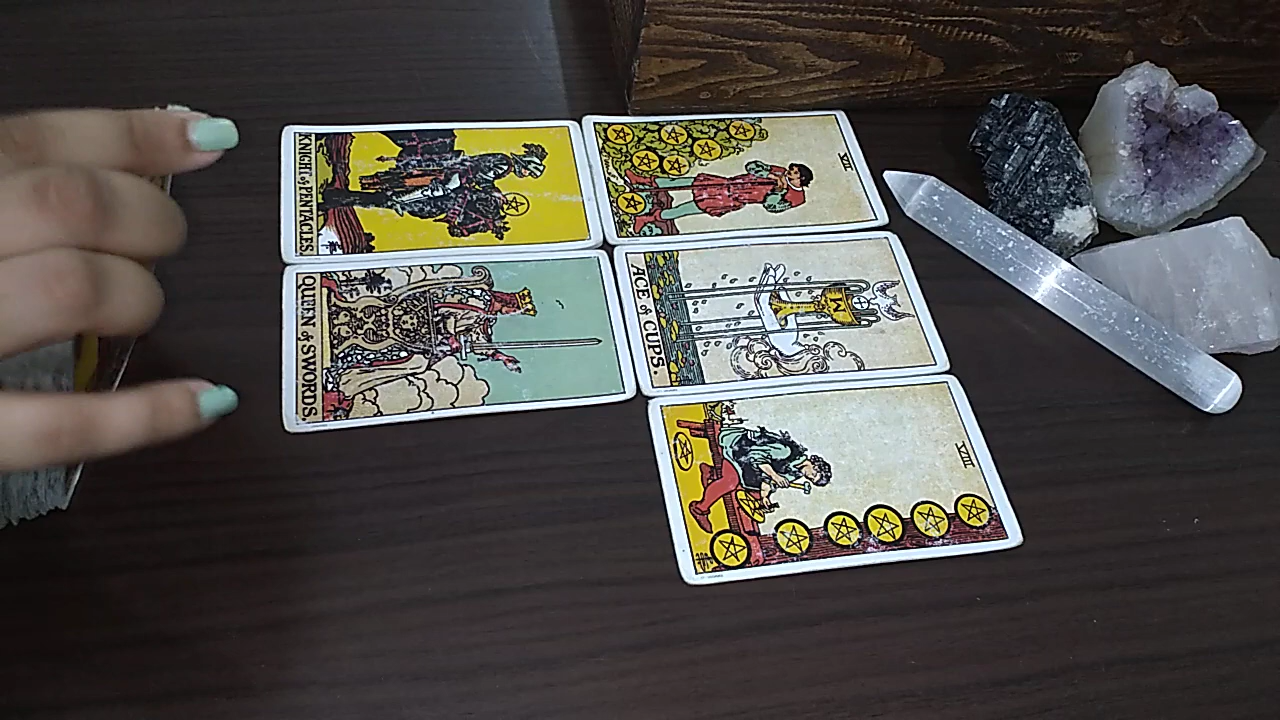 KNIGHT of PENTACLES.
VII
QUEEN of SWORDS.
ACE of CUPS.
VIII